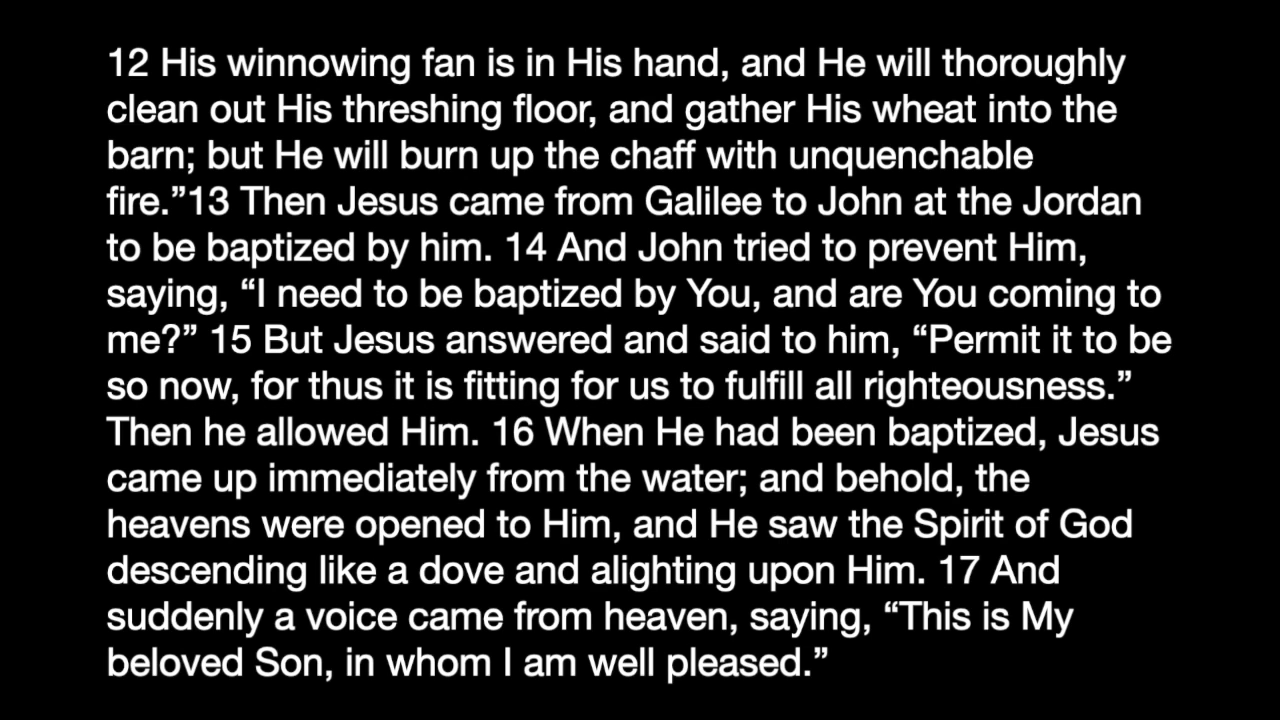 12 His winnowing fan is in His hand, and He will thoroughly
clean out His threshing floor, and gather His wheat into the
barn; but He will burn up the chaff with unquenchable
fire.”13 Then Jesus came from Galilee to John at the Jordan
to be baptized by him. 14 And John tried to prevent Him,
saying, “I need to be baptized by You, and are You coming to
me?” 15 But Jesus answered and said to him, “Permit it to be
so now, for thus it is fitting for us to fulfill all righteousness.”
Then he allowed Him. 16 When He had been baptized, Jesus
came up immediately from the water; and behold, the
heavens were opened to Him, and He saw the Spirit of God
descending like a dove and alighting upon Him. 17 And
suddenly a voice came from heaven, saying, “This is My
beloved Son, in whom I am well pleased.”